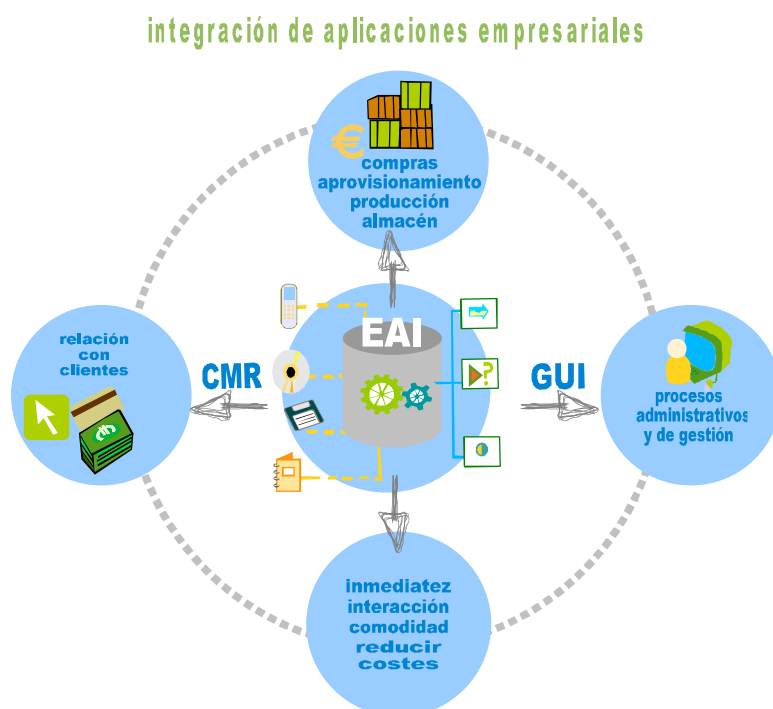 integración de aplicaciones empresariales
€
compras
aprovisionamiento
producción
almacén
relación
con
clientes
CMR
EAI
?
GUI
procesos
administrativos
y de gestión
inmediatez
interacción
comodidad
reducir
costes